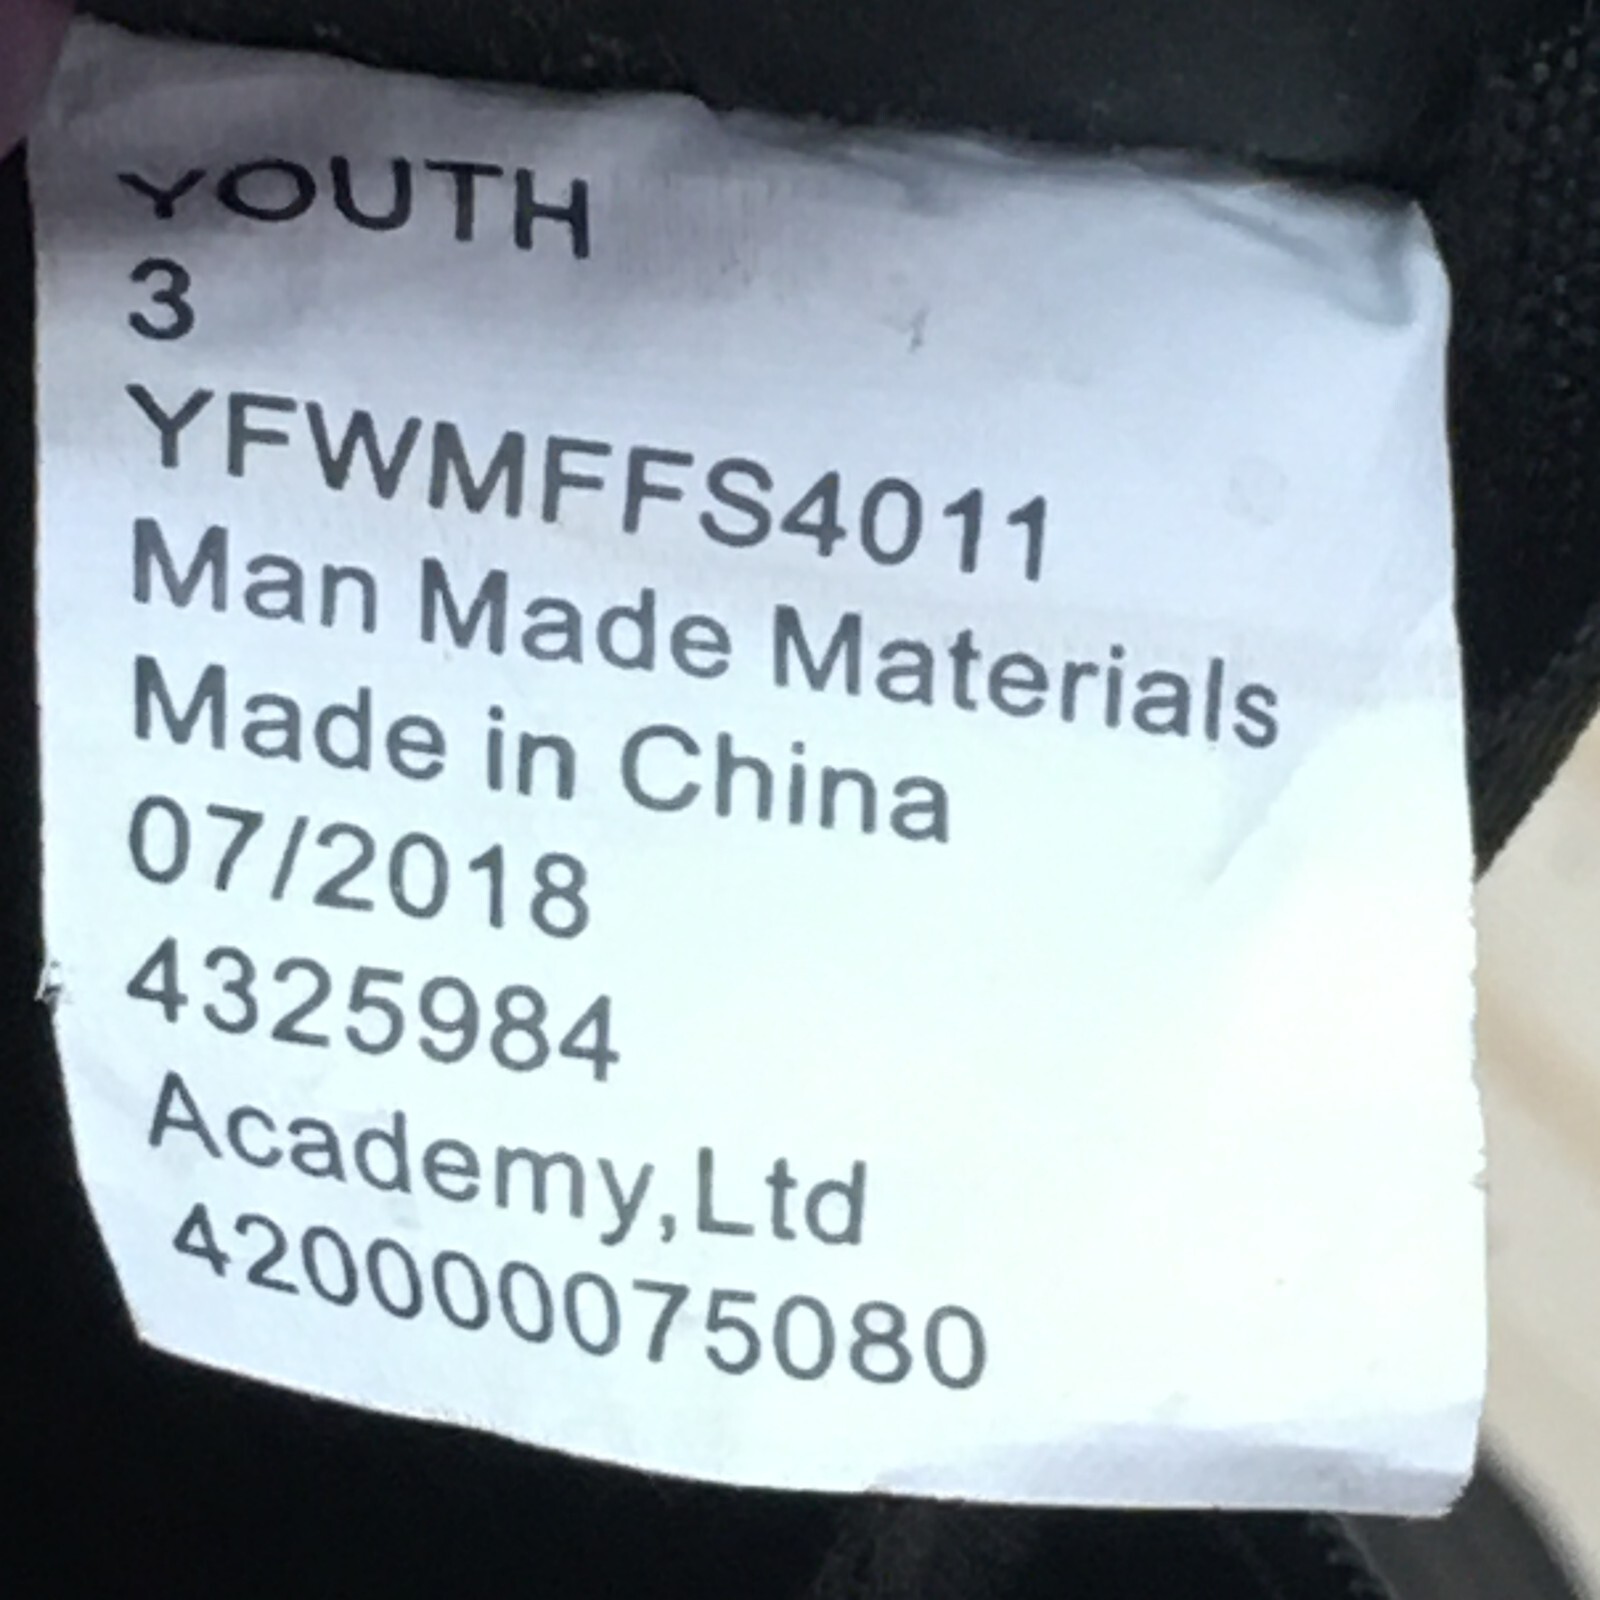 YOUTH
3
YFWMFFS4011
Man Made Materials
Made in China
07/2018
4325984
Academy,Ltd
420000075080